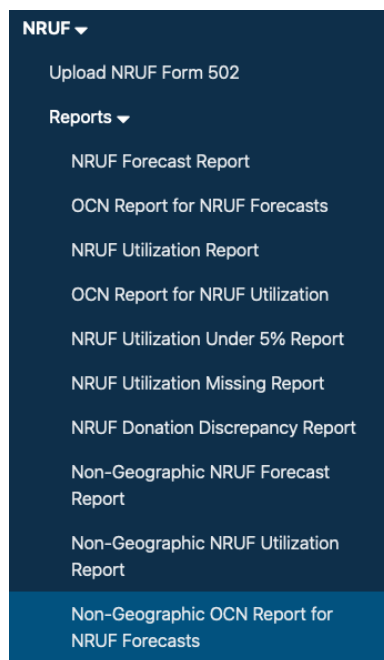 NRUF
Upload NRUF Form 502
Reports
NRUF Forecast Report
OCN Report for NRUF Forecasts
NRUF Utilization Report
OCN Report for NRUF Utilization
NRUF Utilization Under 5% Report
NRUF Utilization Missing Report
NRUF Donation Discrepancy Report
Non-Geographic NRUF Forecast
Report
Non-Geographic NRUF Utilization
Report
Non-Geographic OCN Report for
NRUF Forecasts